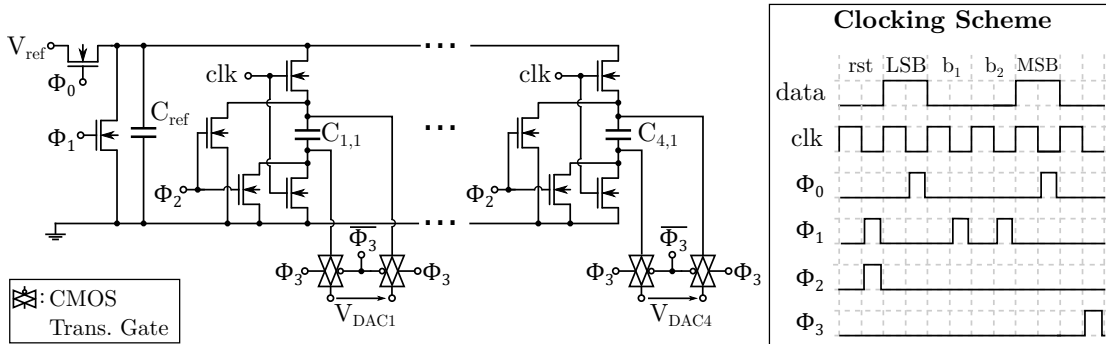 V_ref
Φ_0
Φ_1
C_ref
clk
C_1,1
Φ_2
...
...
...
clk
C_4,1
Φ_2
Φ_3
Φ̅_3
Φ_3
V_DAC1
Φ_3
Φ̅_3
Φ_3
V_DAC4
: CMOS
Trans. Gate
Clocking Scheme
rst LSB b_1 b_2 MSB
data
clk
Φ_0
Φ_1
Φ_2
Φ_3